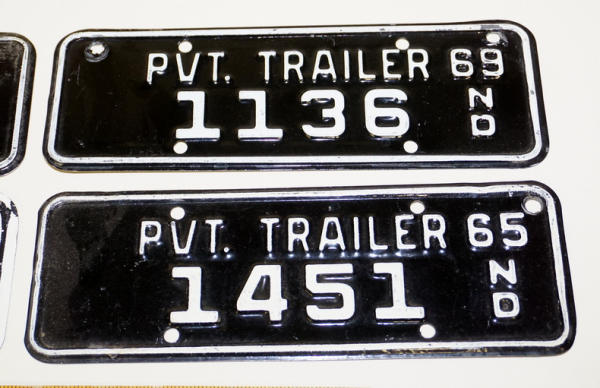 PVT. TRAILER 69
1136 ND
PVT. TRAILER 65
1451 ND